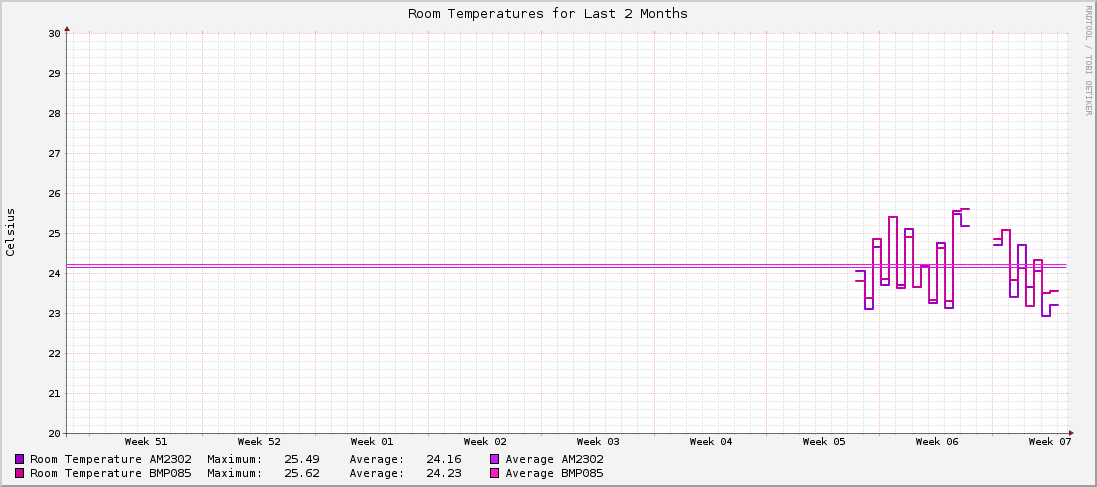 Room Temperatures for Last 2 Months
RRDTOOL / TOBI OETIKER
Celsius
30
29
28
27
26
25
24
23
22
21
20
Week 51 Week 52 Week 01 Week 02 Week 03 Week 04 Week 05 Week 06 Week 07
Room Temperature AM2302 Maximum: 25.49 Average: 24.16 Average AM2302
Room Temperature BMP085 Maximum: 25.62 Average: 24.23 Average BMP085